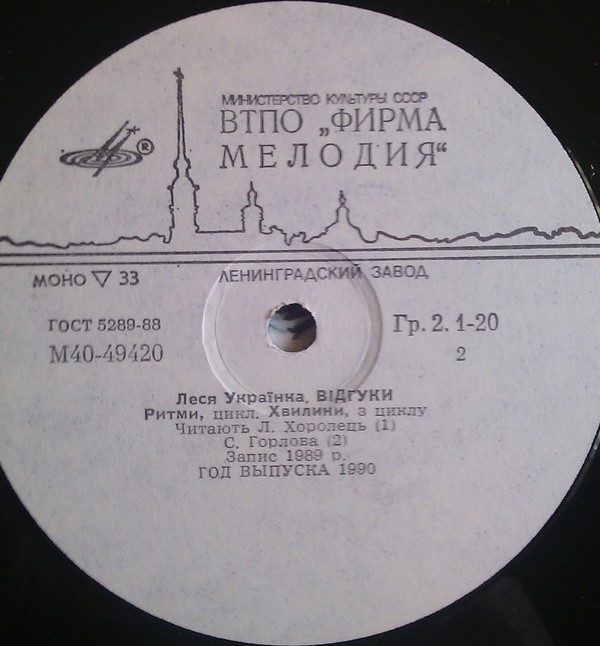 МИНИСТЕРСТВО КУЛЬТУРЫ СССР
ВТПО „ФИРМА
МЕЛОДИЯ“
®
МОНО ▽ 33
ЛЕНИНГРАДСКИЙ ЗАВОД
ГОСТ 5289-88
Гр. 2. 1-20
М40-49420
2
Леся Українка. ВІДГУКИ
Ритми, цикл. Хвилини, з циклу
Читають Л. Хоролець (1)
С. Горлова (2)
Запис 1989 р.
ГОД ВЫПУСКА 1990